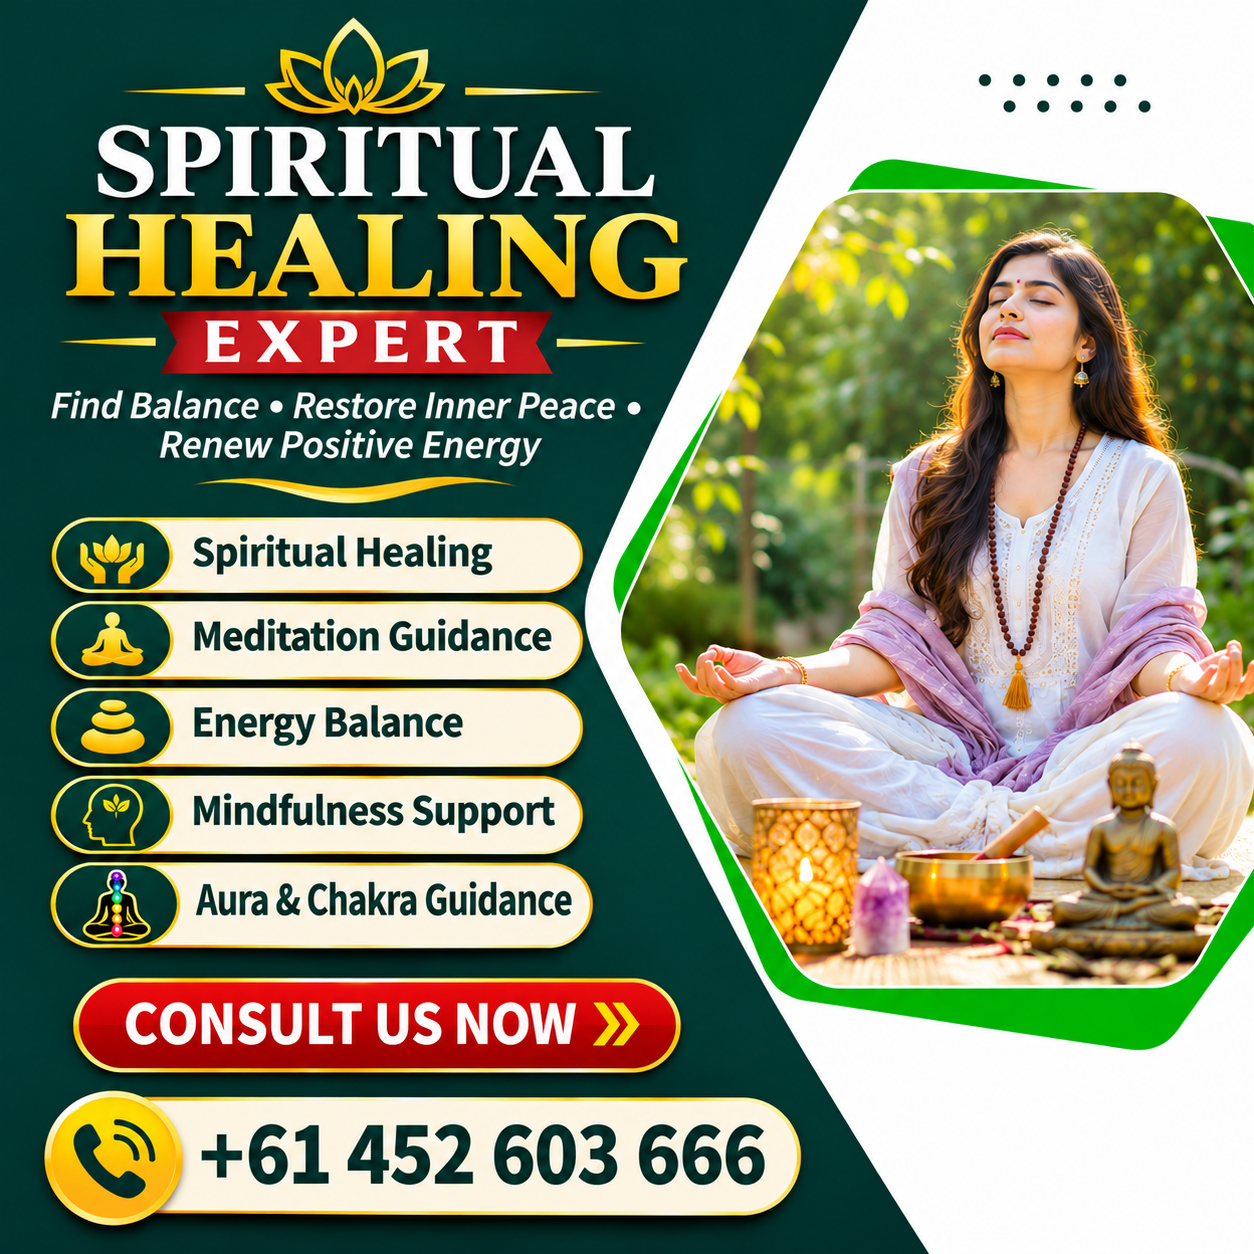 SPIRITUAL
HEALING
EXPERT
Find Balance • Restore Inner Peace •
Renew Positive Energy
Spiritual Healing
Meditation Guidance
Energy Balance
Mindfulness Support
Aura & Chakra Guidance
CONSULT US NOW »
+61 452 603 666